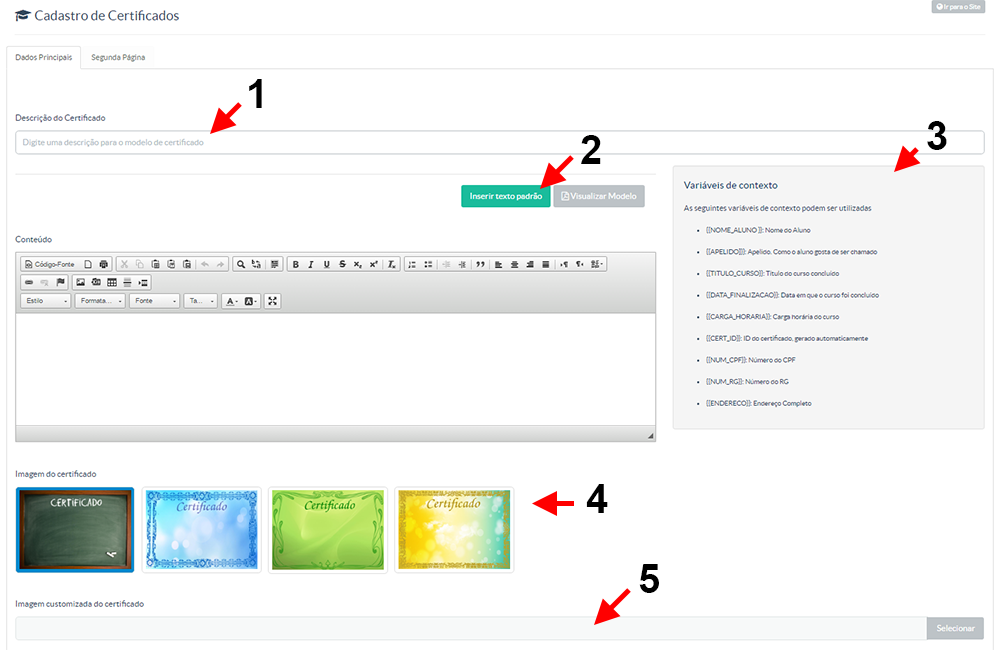 Cadastro de Certificados
Ir para o Site
Dados Principais
Segunda Página
1
Descrição do Certificado
Digite uma descrição para o modelo de certificado
2
3
Inserir texto padrão
Visualizar Modelo
Variáveis de contexto
As seguintes variáveis de contexto podem ser utilizadas
{{NOME_ALUNO }}: Nome do Aluno
{{APELIDO}}: Apelido. Como o aluno gosta de ser chamado
{{TITULO_CURSO}}: Título do curso concluído
{{DATA_FINALIZACAO}}: Data em que o curso foi concluído
{{CARGA_HORARIA}}: Carga horária do curso
{{CERT_ID}}: ID do certificado, gerado automaticamente
{{NUM_CPF}}: Número do CPF
{{NUM_RG}}: Número do RG
{{ENDERECO}}: Endereço Completo
Conteúdo
Código-Fonte
B I U S x₂ x² Iₓ
Estilo
Formata...
Fonte
Ta...
A
A
Imagem do certificado
CERTIFICADO
Certificado
Certificado
Certificado
4
5
Imagem customizada do certificado
Selecionar